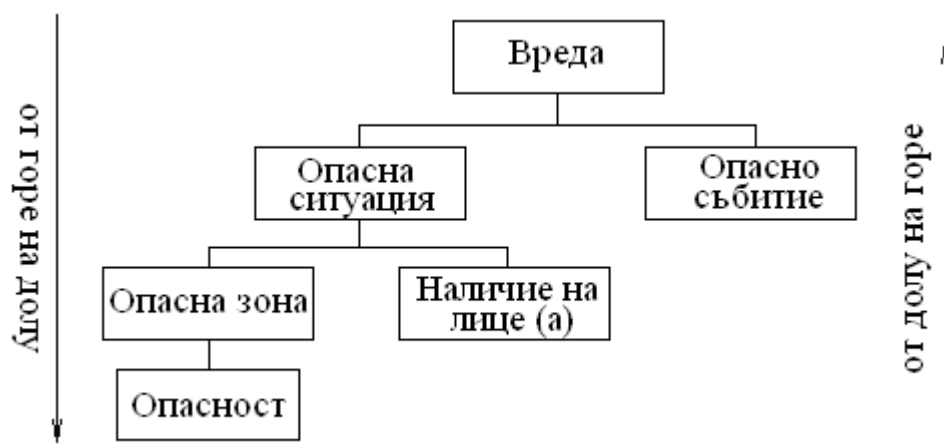 Вреда
Опасна
ситуация
Опасно
събитие
Опасна зона
Наличие на
лице (а)
Опасност
от горе на долу
от долу на горе